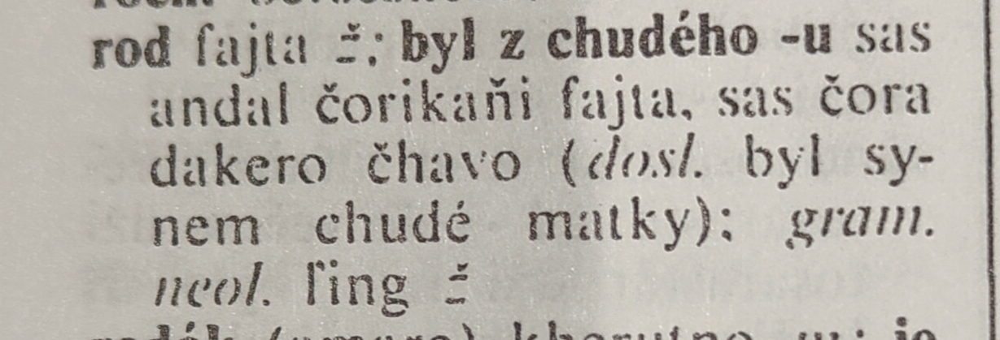 rod fajta ž; byl z chudého -u sas
andal čorikaňi fajta, sas čora
dakero čhavo (dosl. byl sy-
nem chudé matky); gram.
neol. ľing ž